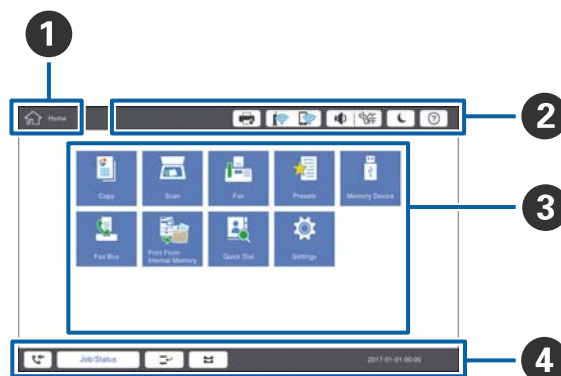 1
Home
2
Copy
Scan
Fax
Presets
Memory Device
3
Fax Box
Print From
Internal Memory
Quick Dial
Settings
Job/Status
2017-01-01 00:00
4